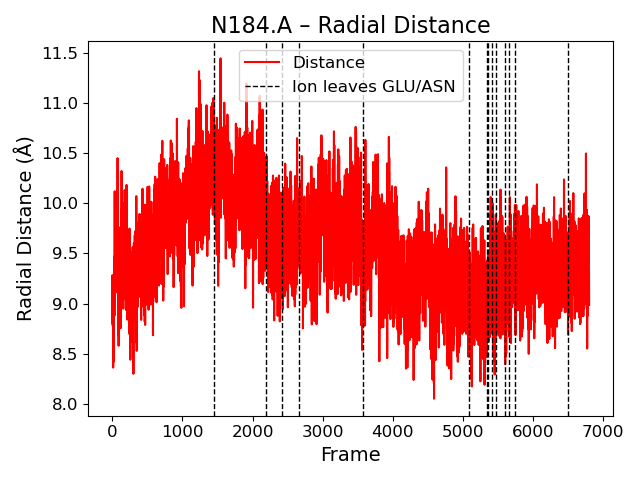 N184.A – Radial Distance
Distance
Ion leaves GLU/ASN
Radial Distance (Å)
11.5
11.0
10.5
10.0
9.5
9.0
8.5
8.0
0 1000 2000 3000 4000 5000 6000 7000
Frame